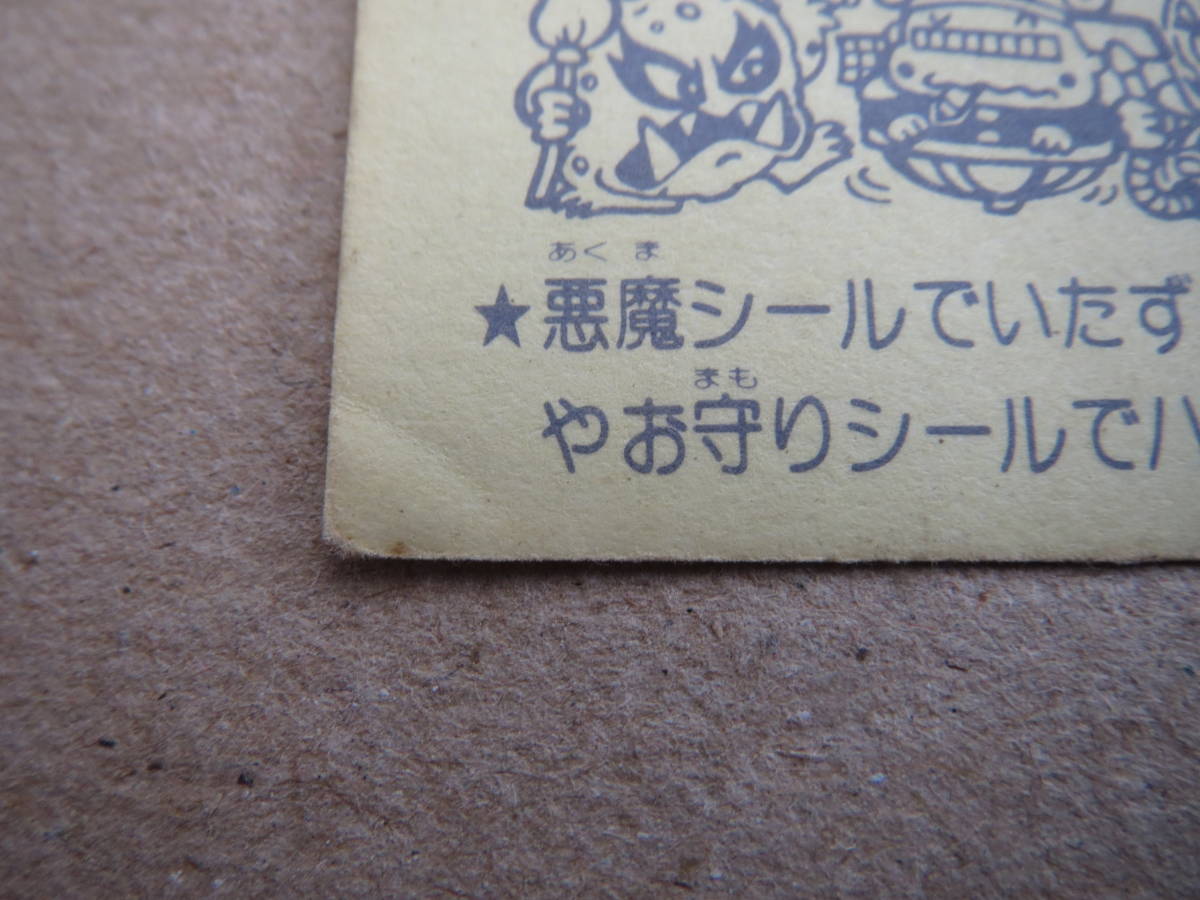 あくま
★悪魔シールでいたず
まも
やお守りシールでハ